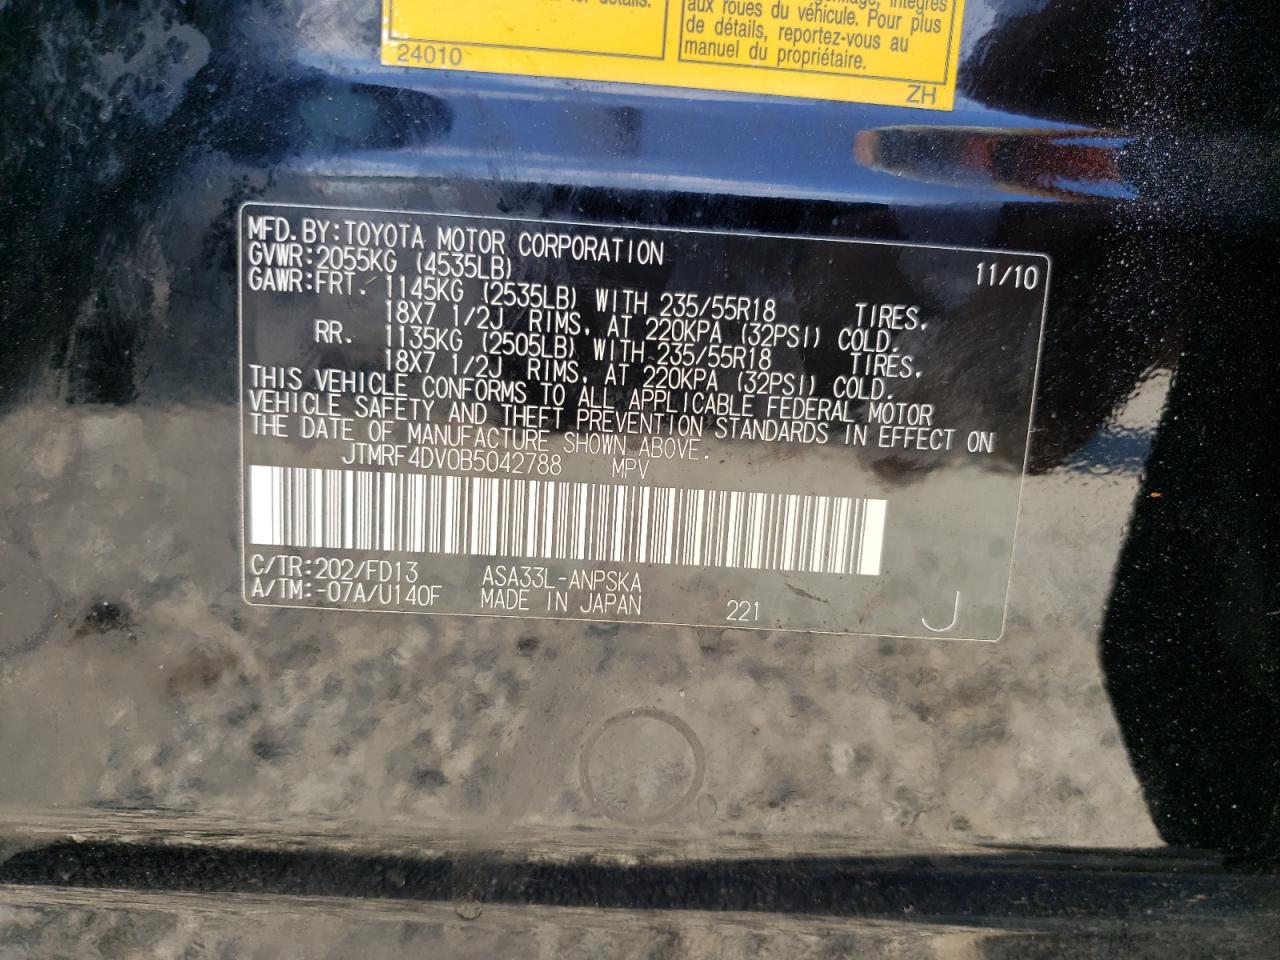 for details.
aux roues du véhicule. Pour plus
de détails, reportez-vous au
manuel du propriétaire.
24010
ZH
MFD. BY: TOYOTA MOTOR CORPORATION 11/10
GVWR: 2055KG (4535LB)
GAWR: FRT. 1145KG (2535LB) WITH 235/55R18 TIRES,
18X7 1/2J RIMS, AT 220KPA (32PSI) COLD.
RR. 1135KG (2505LB) WITH 235/55R18 TIRES,
18X7 1/2J RIMS, AT 220KPA (32PSI) COLD.
THIS VEHICLE CONFORMS TO ALL APPLICABLE FEDERAL MOTOR
VEHICLE SAFETY AND THEFT PREVENTION STANDARDS IN EFFECT ON
THE DATE OF MANUFACTURE SHOWN ABOVE.
JTMRF4DV0B5042788 MPV
C/TR: 202/FD13 ASA33L-ANPSKA
A/TM: -07A/U140F MADE IN JAPAN 221 J